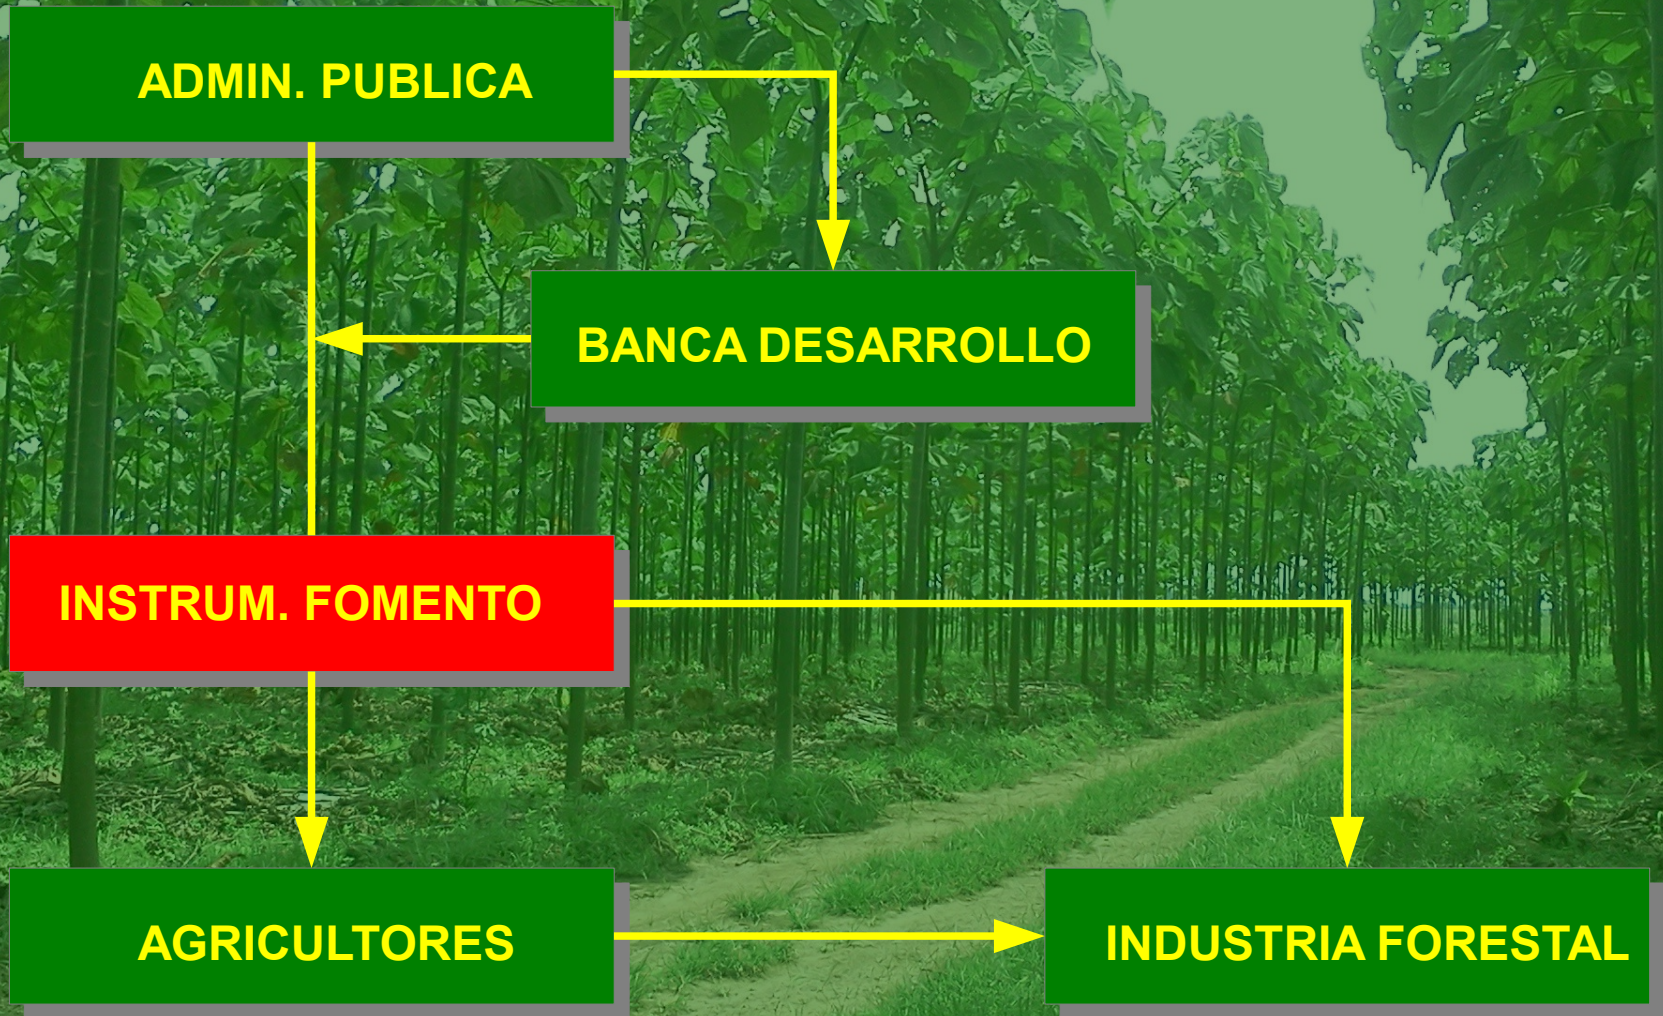 ADMIN. PUBLICA
BANCA DESARROLLO
INSTRUM. FOMENTO
AGRICULTORES
INDUSTRIA FORESTAL